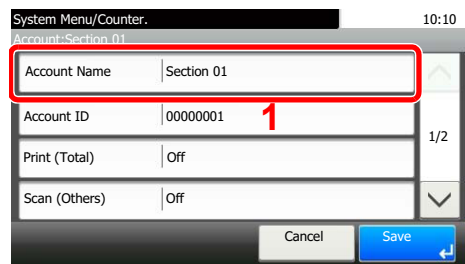 System Menu/Counter. 10:10
Account:Section 01
Account Name Section 01
Account ID 00000001 1
1/2
Print (Total) Off
Scan (Others) Off
Cancel Save